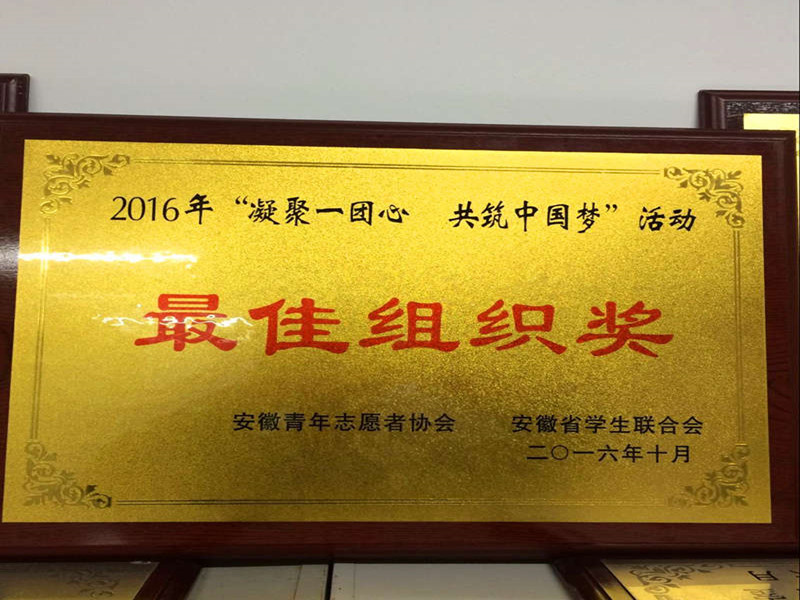 2016年“凝聚一团心 共筑中国梦”活动
最佳组织奖
安徽青年志愿者协会 安徽省学生联合会
二〇一六年十月